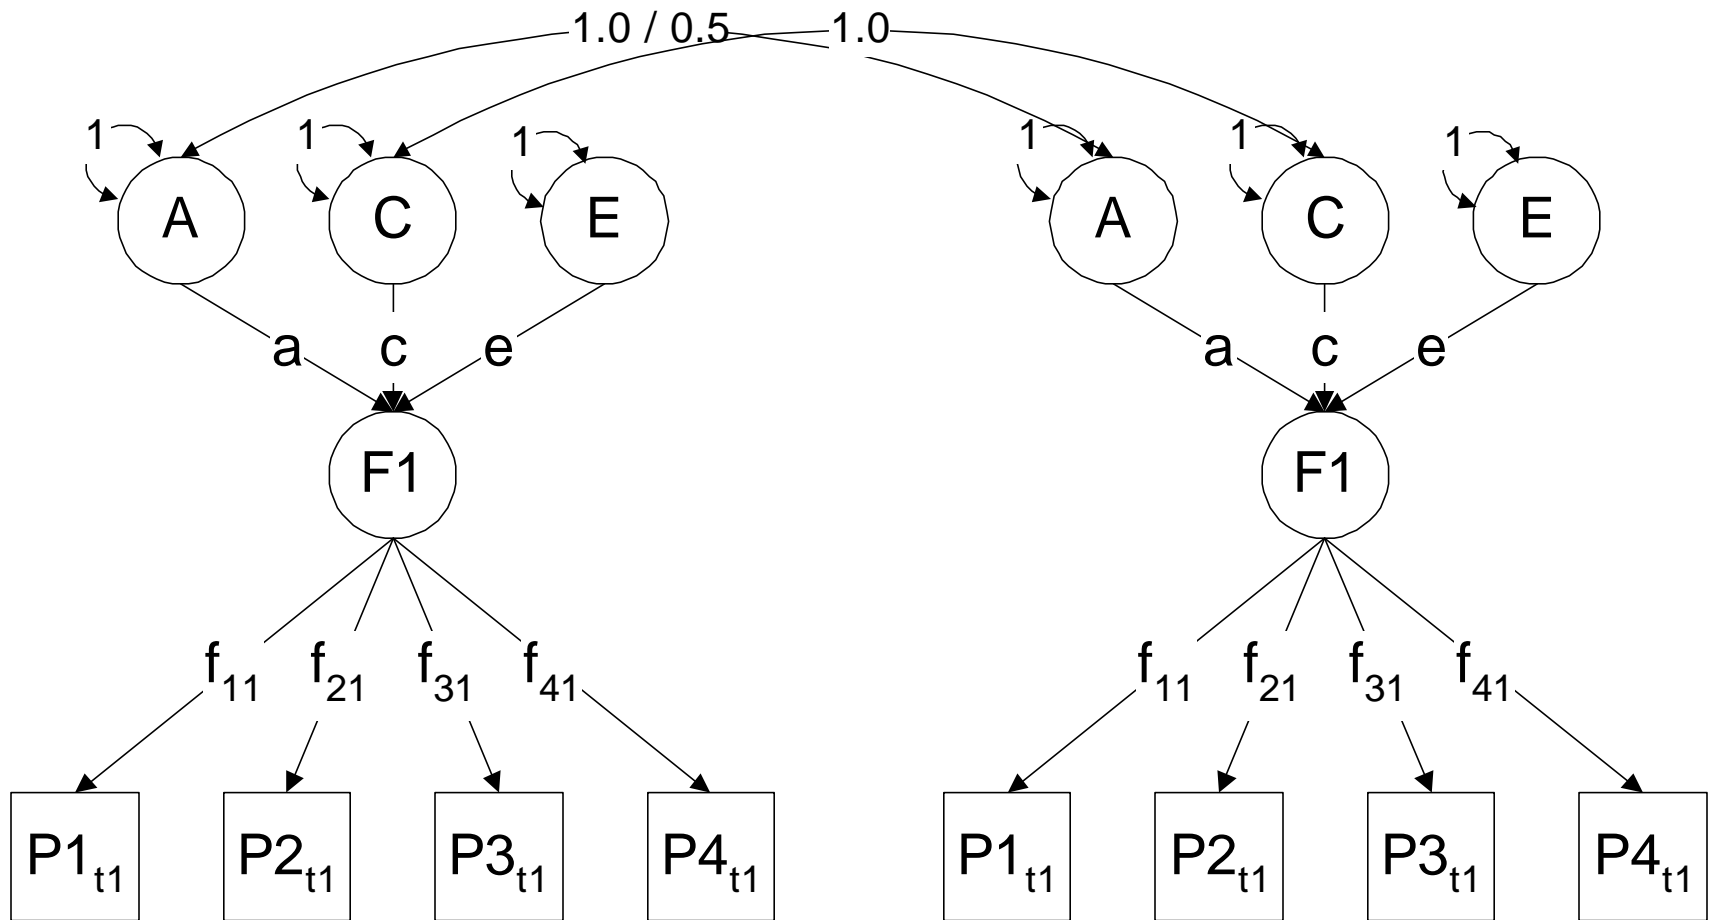 1.0 / 0.5 1.0
1 1 1 1 1 1
A C E A C E
a c e a c e
F1 F1
f11 f21 f31 f41 f11 f21 f31 f41
P1t1 P2t1 P3t1 P4t1 P1t1 P2t1 P3t1 P4t1